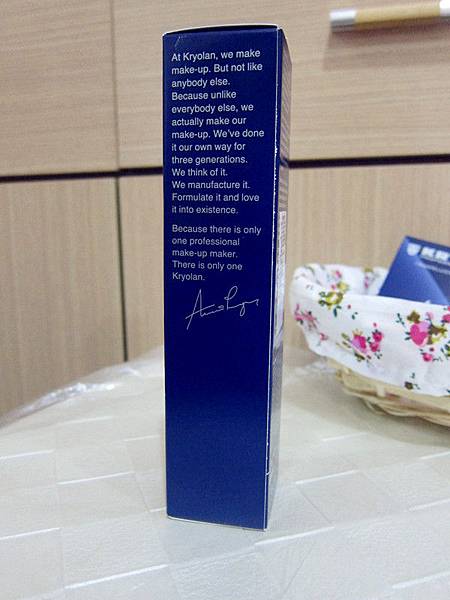 At Kryolan, we make
make-up. But not like
anybody else.
Because unlike
everybody else, we
actually make our
make-up. We've done
it our own way for
three generations.
We think of it.
We manufacture it.
Formulate it and love
it into existence.
Because there is only
one professional
make-up maker.
There is only one
Kryolan.